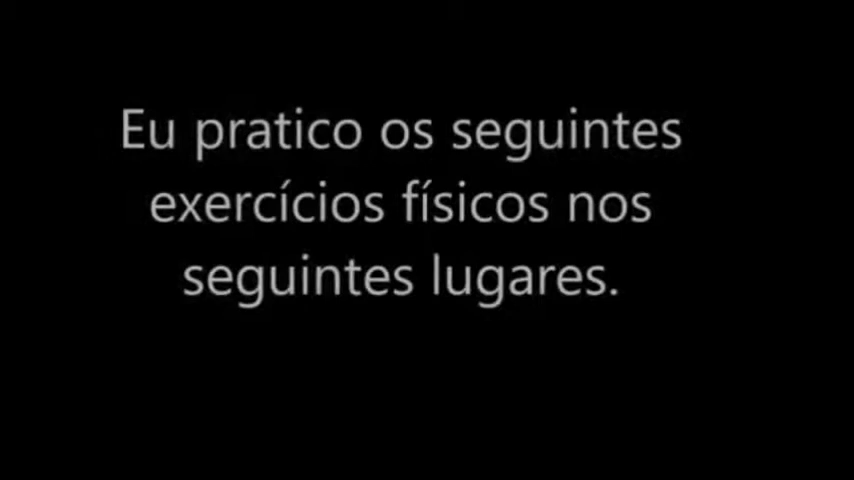 Eu pratico os seguintes
exercícios físicos nos
seguintes lugares.